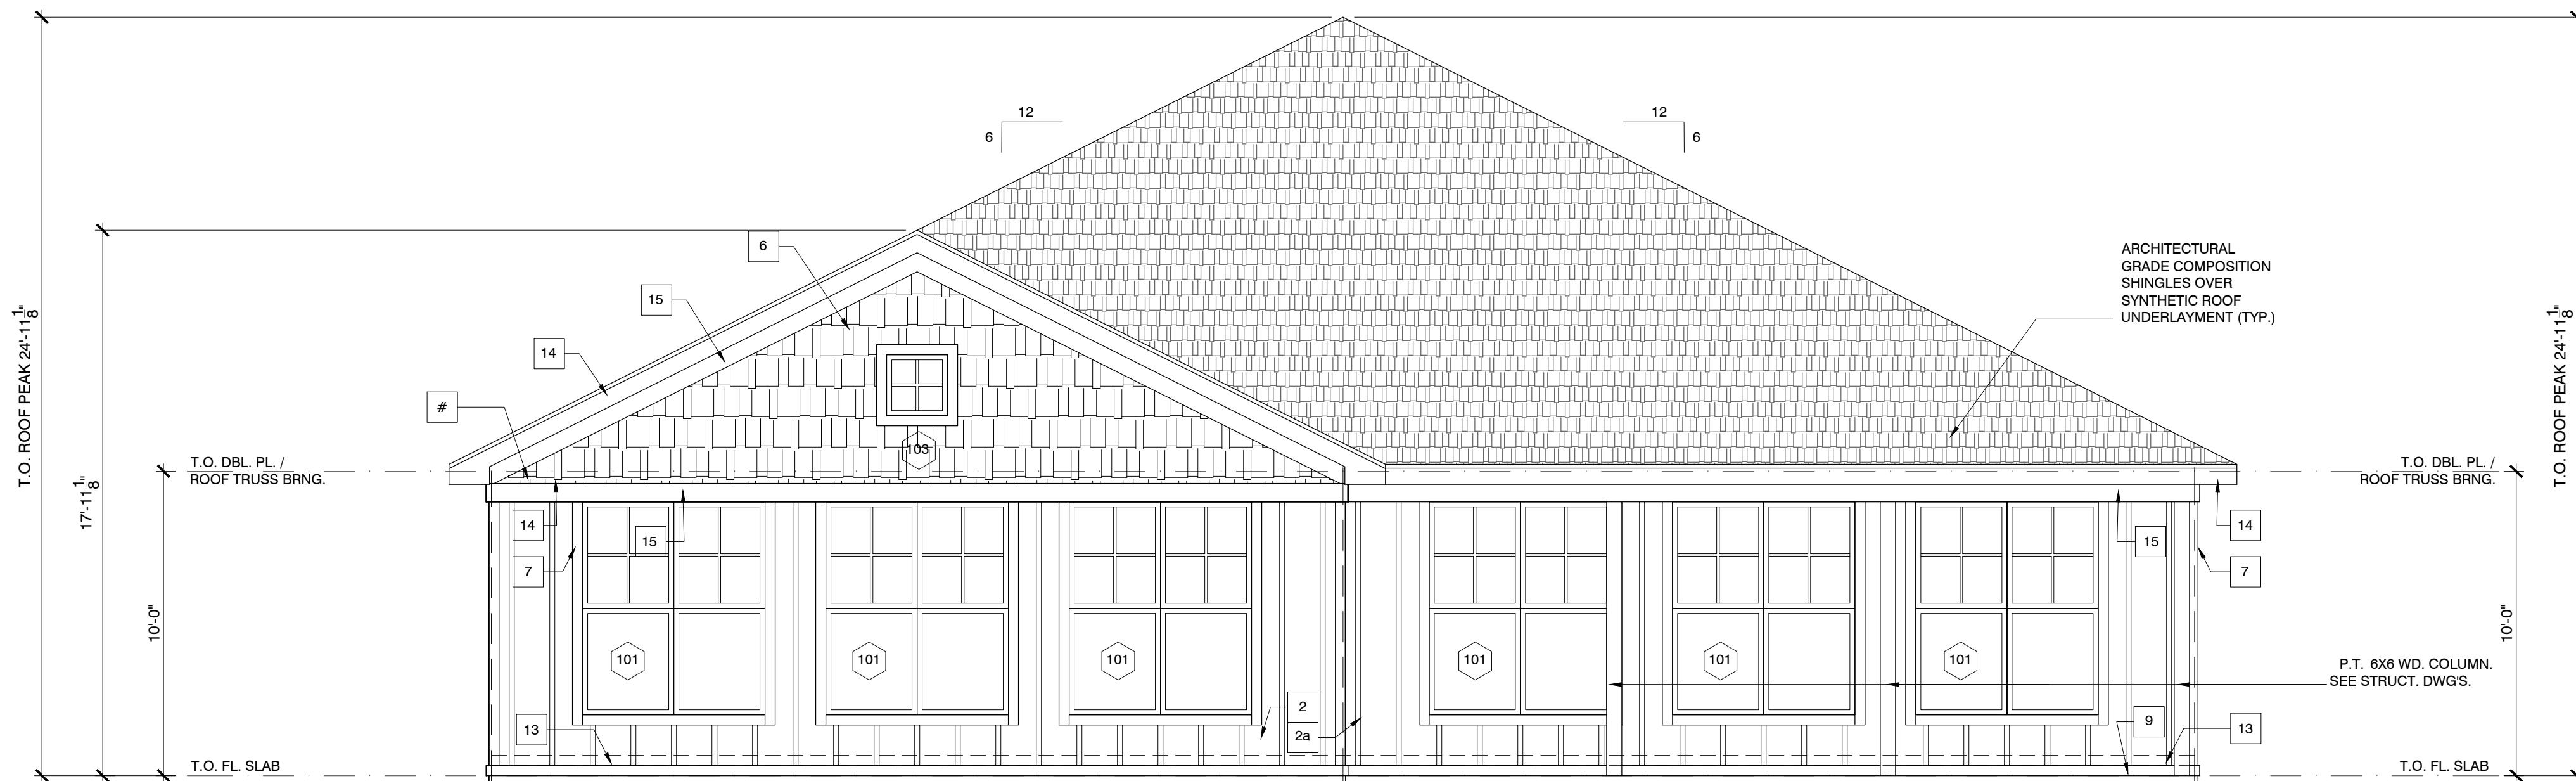 12
6
12
6
6
ARCHITECTURAL
GRADE COMPOSITION
SHINGLES OVER
SYNTHETIC ROOF
UNDERLAYMENT (TYP.)
15
14
#
T.O. ROOF PEAK 24'-11 1/8"
17'-11 1/8"
T.O. ROOF PEAK 24'-11 1/8"
103
T.O. DBL. PL. /
ROOF TRUSS BRNG.
T.O. DBL. PL. /
ROOF TRUSS BRNG.
14
15
7
15
14
7
10'-0"
10'-0"
101
101
101
101
101
101
P.T. 6X6 WD. COLUMN.
SEE STRUCT. DWG'S.
13
2
2a
9
13
T.O. FL. SLAB
T.O. FL. SLAB